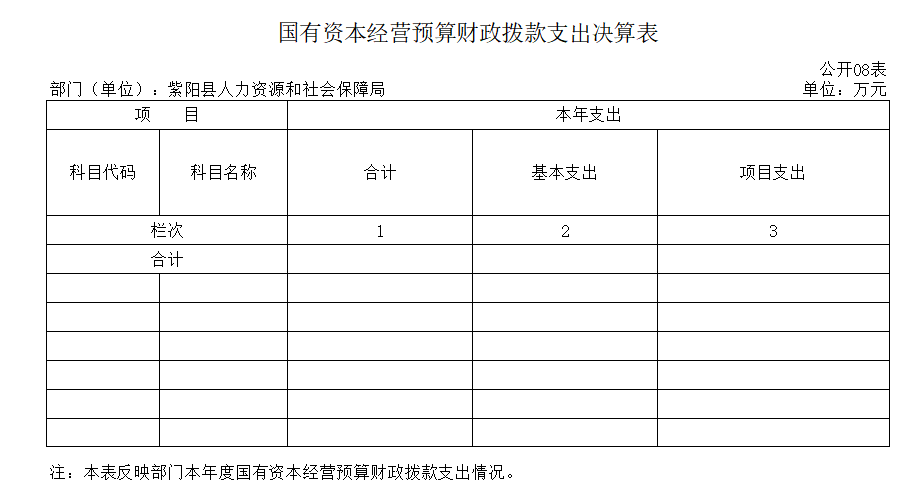 国有资本经营预算财政拨款支出决算表
公开08表
部门（单位）：紫阳县人力资源和社会保障局 单位：万元
项 目 本年支出
科目代码 科目名称 合计 基本支出 项目支出
栏次 1 2 3
合计
注：本表反映部门本年度国有资本经营预算财政拨款支出情况。